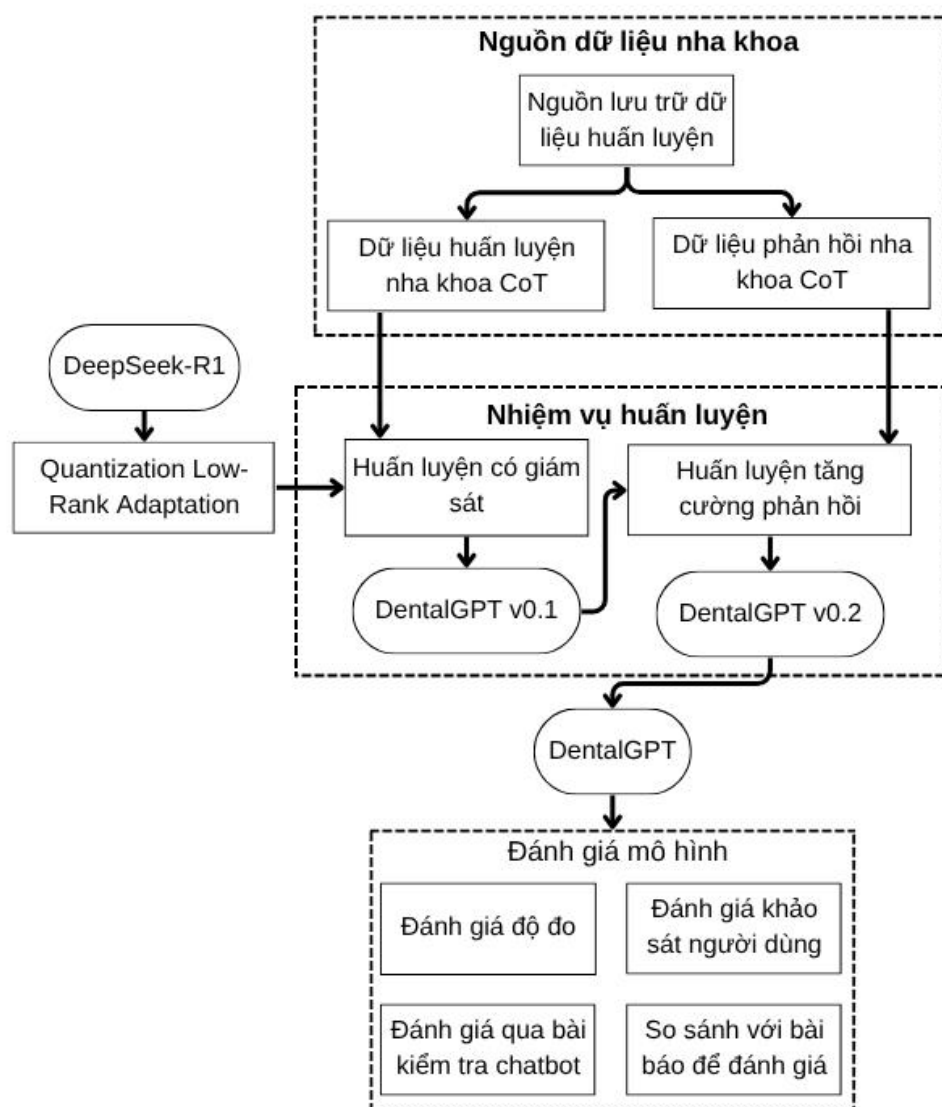 Nguồn dữ liệu nha khoa
Nguồn lưu trữ dữ
liệu huấn luyện
Dữ liệu huấn luyện
nha khoa CoT
Dữ liệu phản hồi nha
khoa CoT
DeepSeek-R1
Quantization Low-
Rank Adaptation
Nhiệm vụ huấn luyện
Huấn luyện có giám
sát
Huấn luyện tăng
cường phản hồi
DentalGPT v0.1
DentalGPT v0.2
DentalGPT
Đánh giá mô hình
Đánh giá độ đo
Đánh giá khảo
sát người dùng
Đánh giá qua bài
kiểm tra chatbot
So sánh với bài
báo để đánh giá